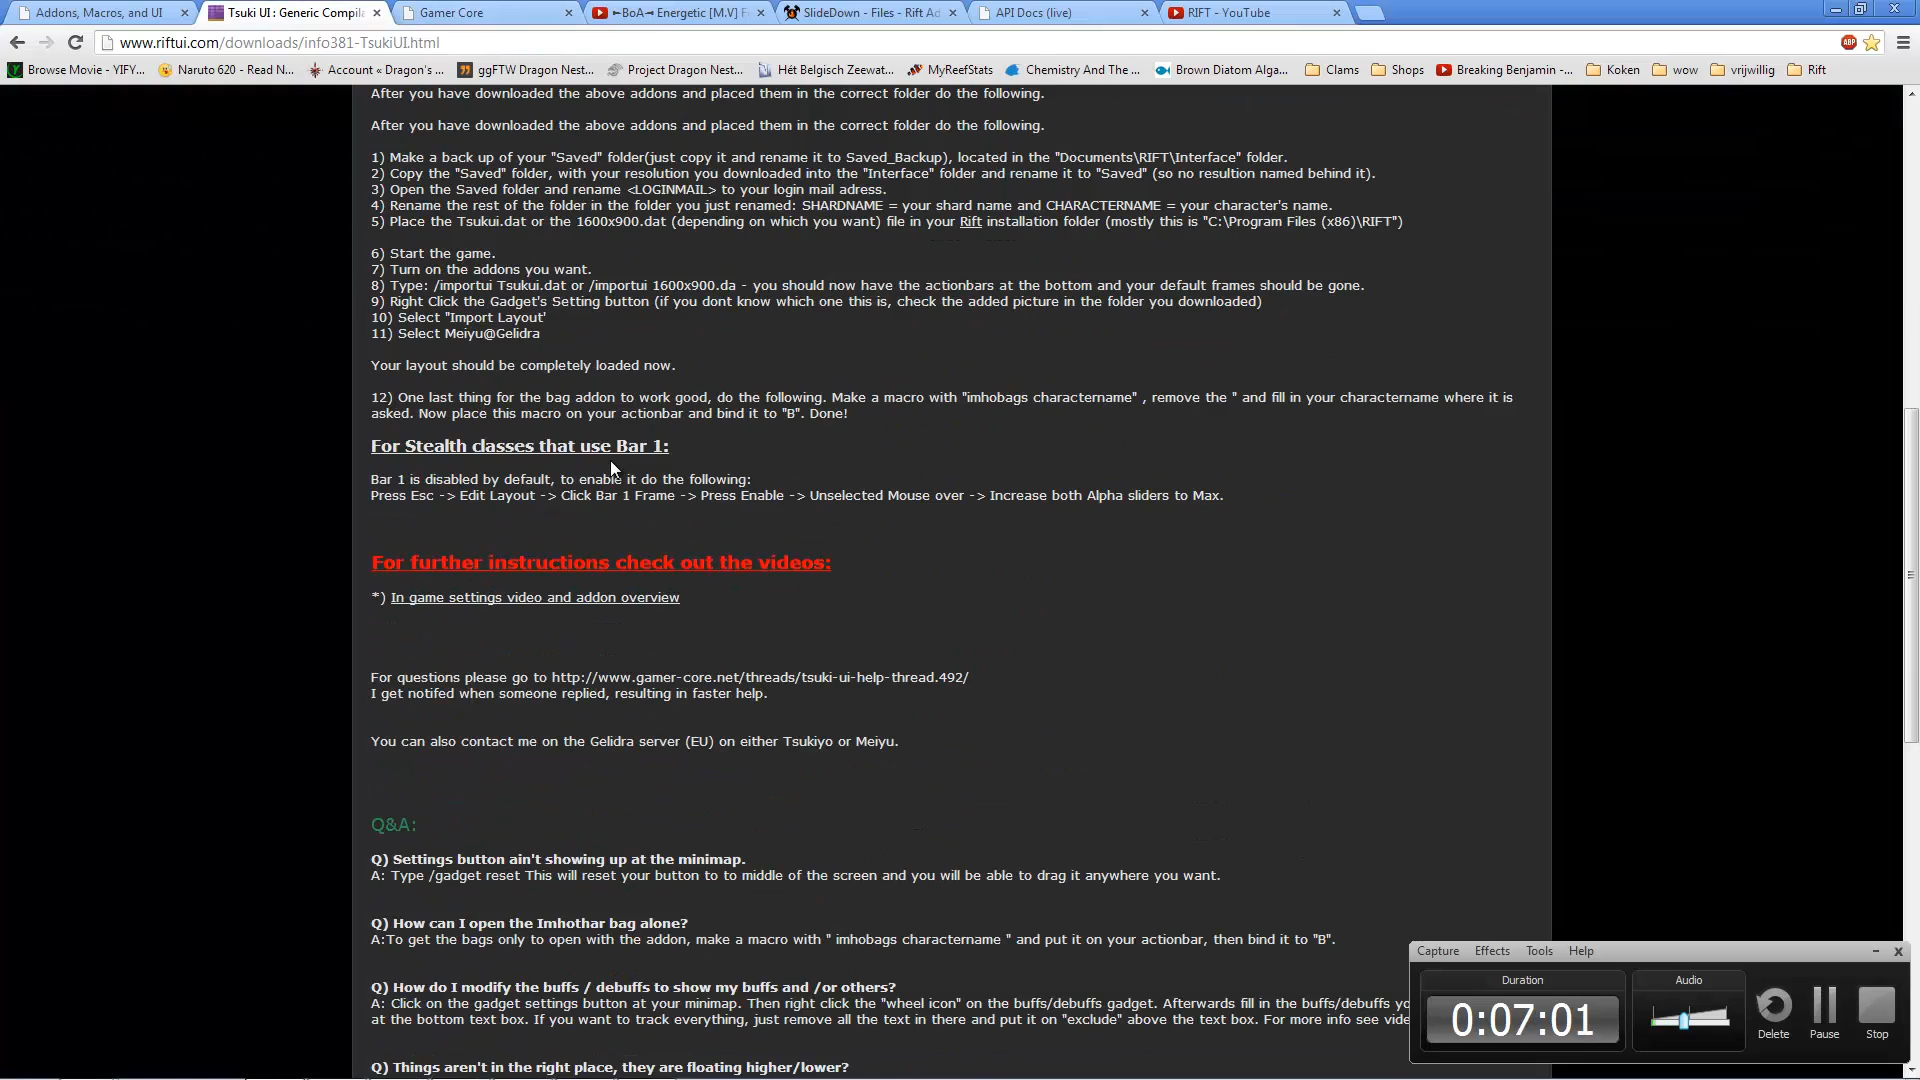 Addons, Macros, and UI
Tsuki UI : Generic Compila
Gamer Core
►BoA◄ Energetic [M.V] F
SlideDown - Files - Rift Ad
API Docs (live)
RIFT - YouTube
www.riftui.com/downloads/info381-TsukiUI.html
ABP
Browse Movie - YIFY...
Naruto 620 - Read N...
Account « Dragon's ...
ggFTW Dragon Nest...
Project Dragon Nest...
Hét Belgisch Zeewat...
MyReefStats
Chemistry And The ...
Brown Diatom Alga...
Clams
Shops
Breaking Benjamin -...
Koken
wow
vrijwillig
Rift
After you have downloaded the above addons and placed them in the correct folder do the following.
After you have downloaded the above addons and placed them in the correct folder do the following.
1) Make a back up of your "Saved" folder(just copy it and rename it to Saved_Backup), located in the "Documents\RIFT\Interface" folder.
2) Copy the "Saved" folder, with your resolution you downloaded into the "Interface" folder and rename it to "Saved" (so no resultion named behind it).
3) Open the Saved folder and rename <LOGINMAIL> to your login mail adress.
4) Rename the rest of the folder in the folder you just renamed: SHARDNAME = your shard name and CHARACTERNAME = your character's name.
5) Place the Tsukui.dat or the 1600x900.dat (depending on which you want) file in your Rift installation folder (mostly this is "C:\Program Files (x86)\RIFT")
6) Start the game.
7) Turn on the addons you want.
8) Type: /importui Tsukui.dat or /importui 1600x900.da - you should now have the actionbars at the bottom and your default frames should be gone.
9) Right Click the Gadget's Setting button (if you dont know which one this is, check the added picture in the folder you downloaded)
10) Select "Import Layout'
11) Select Meiyu@Gelidra
Your layout should be completely loaded now.
12) One last thing for the bag addon to work good, do the following. Make a macro with "imhobags charactername" , remove the " and fill in your charactername where it is
asked. Now place this macro on your actionbar and bind it to "B". Done!
For Stealth classes that use Bar 1:
Bar 1 is disabled by default, to enable it do the following:
Press Esc -> Edit Layout -> Click Bar 1 Frame -> Press Enable -> Unselected Mouse over -> Increase both Alpha sliders to Max.
For further instructions check out the videos:
*) In game settings video and addon overview
For questions please go to http://www.gamer-core.net/threads/tsuki-ui-help-thread.492/
I get notifed when someone replied, resulting in faster help.
You can also contact me on the Gelidra server (EU) on either Tsukiyo or Meiyu.
Q&A:
Q) Settings button ain't showing up at the minimap.
A: Type /gadget reset This will reset your button to to middle of the screen and you will be able to drag it anywhere you want.
Q) How can I open the Imhothar bag alone?
A:To get the bags only to open with the addon, make a macro with " imhobags charactername " and put it on your actionbar, then bind it to "B".
Q) How do I modify the buffs / debuffs to show my buffs and /or others?
A: Click on the gadget settings button at your minimap. Then right click the "wheel icon" on the buffs/debuffs gadget. Afterwards fill in the buffs/debuffs yo
at the bottom text box. If you want to track everything, just remove all the text in there and put it on "exclude" above the text box. For more info see vide
Q) Things aren't in the right place, they are floating higher/lower?
Capture
Effects
Tools
Help
Duration
Audio
0:07:01
Delete
Pause
Stop